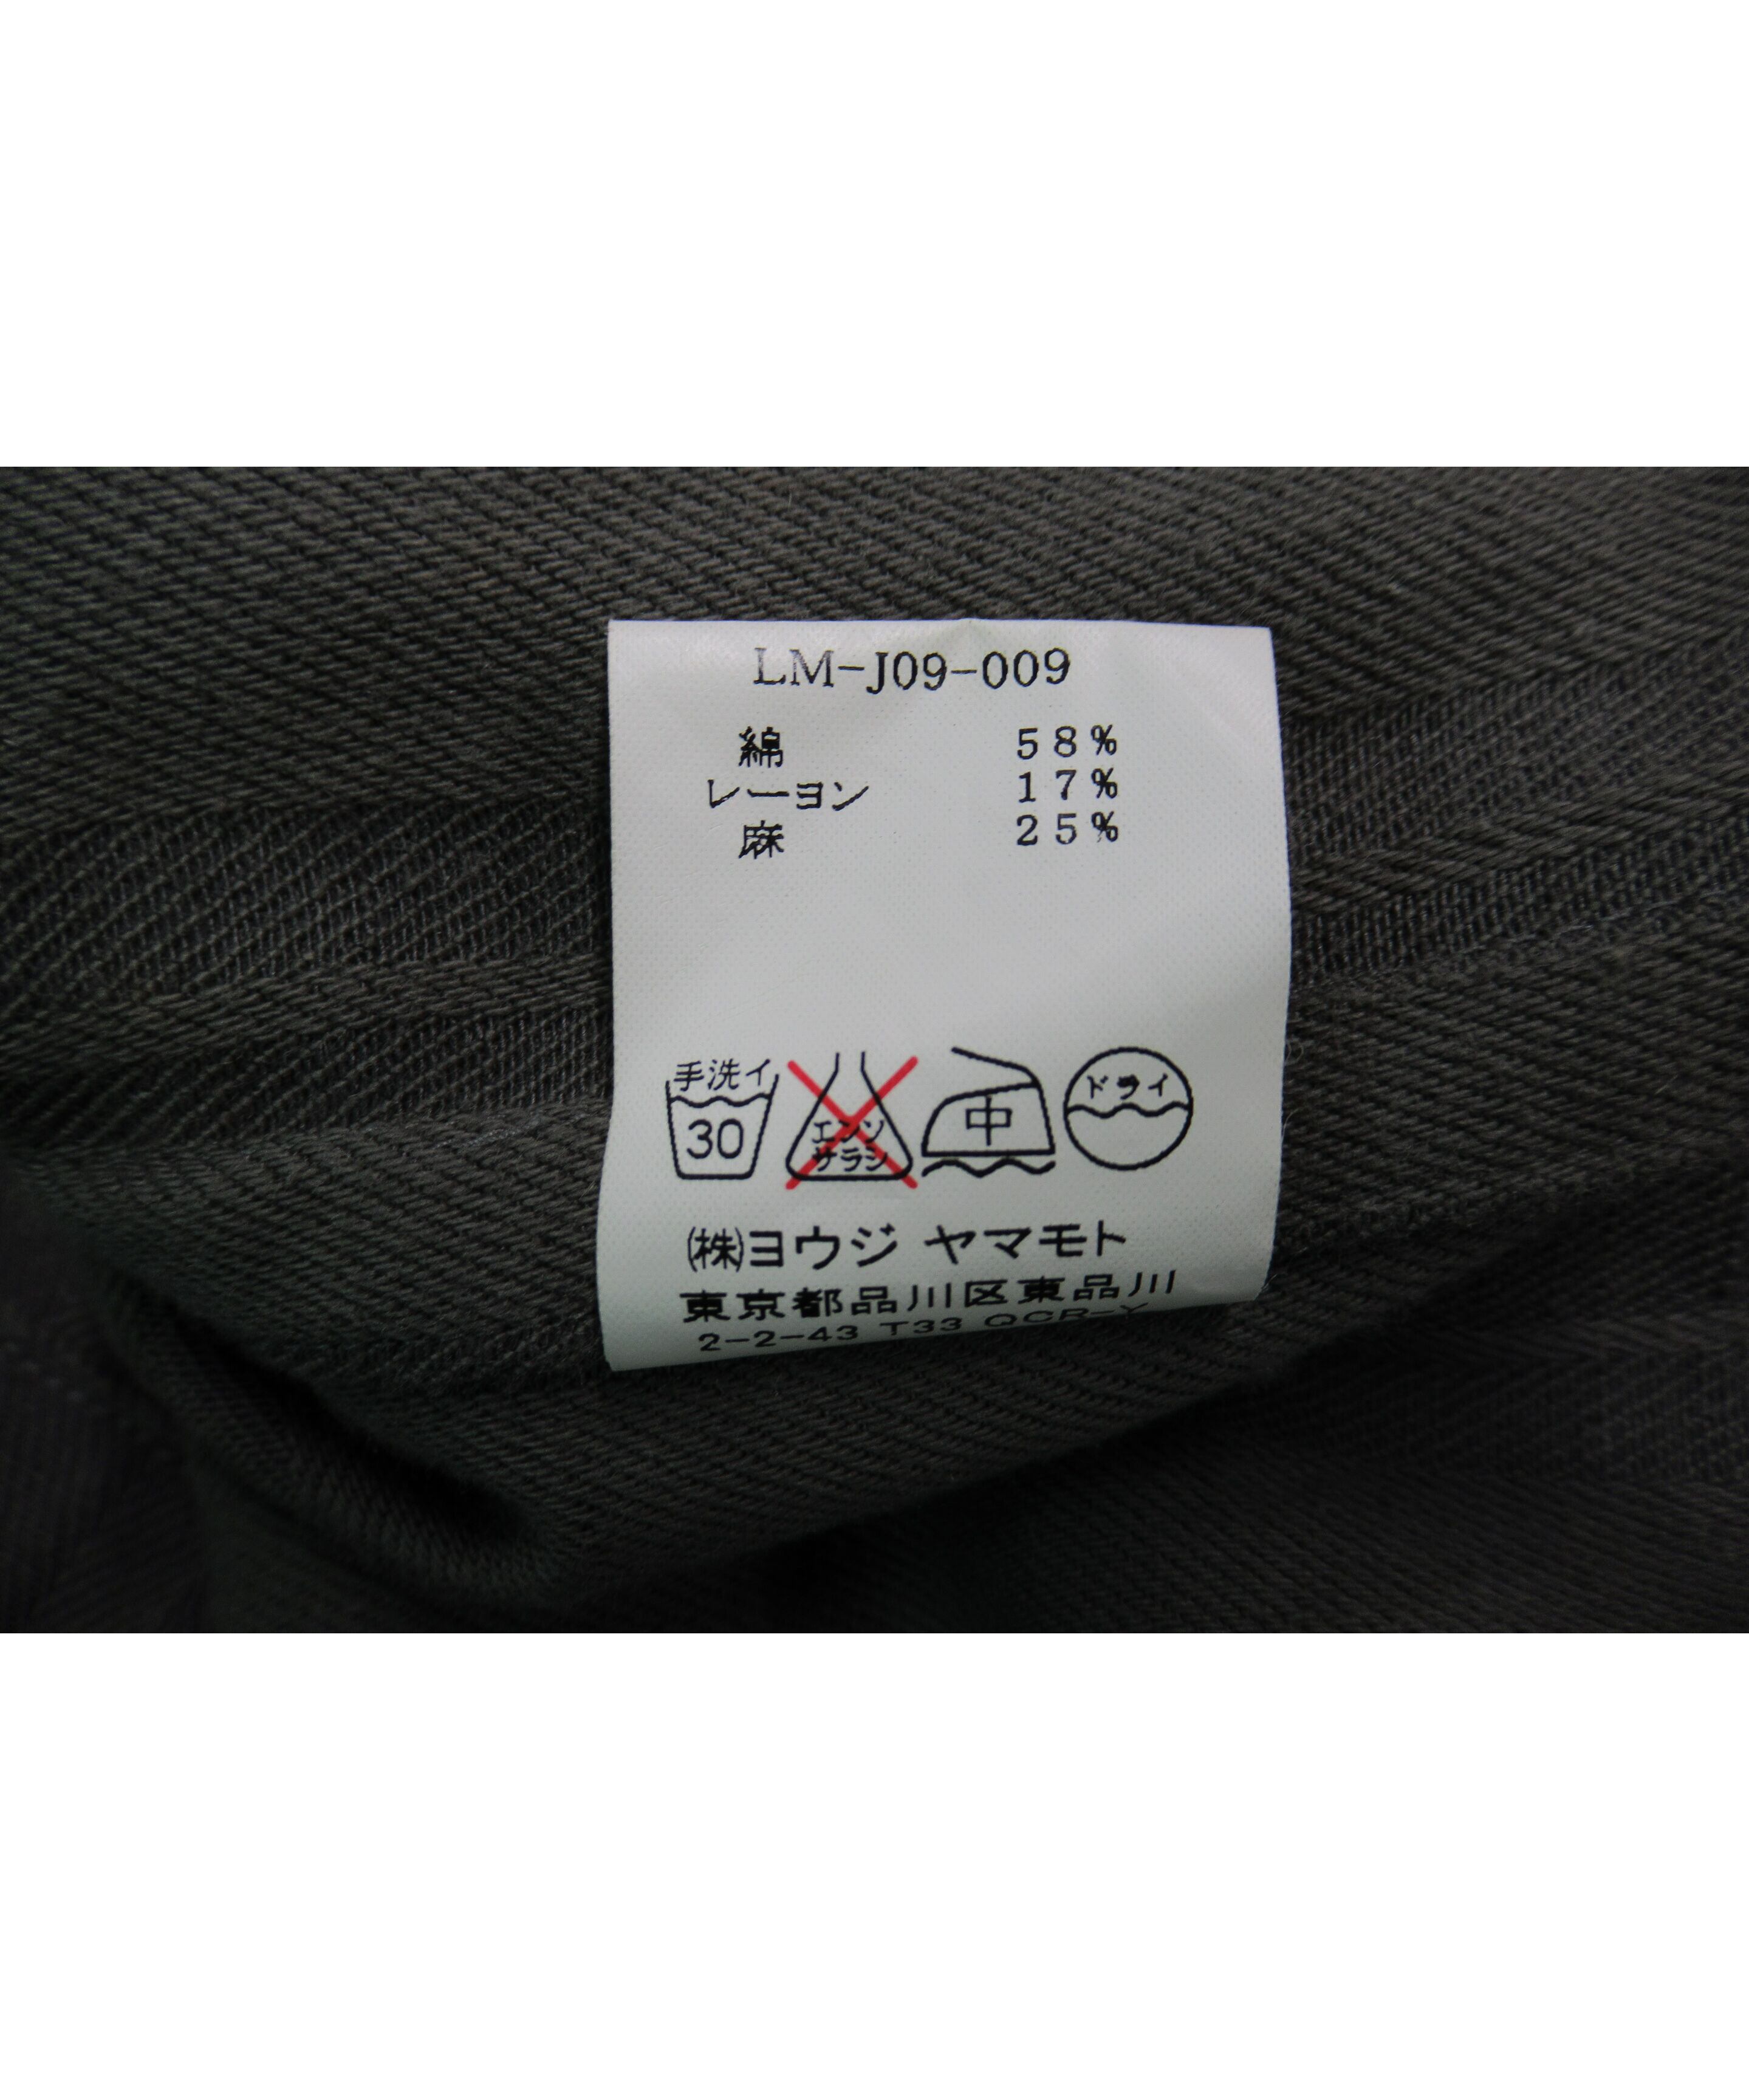 LM-J09-009
綿 58%
レーヨン 17%
麻 25%
手洗イ
30
エンソ
サラシ
中
ドライ
(株)ヨウジ ヤマモト
東京都品川区東品川
2-2-43 T33 QCR-Y